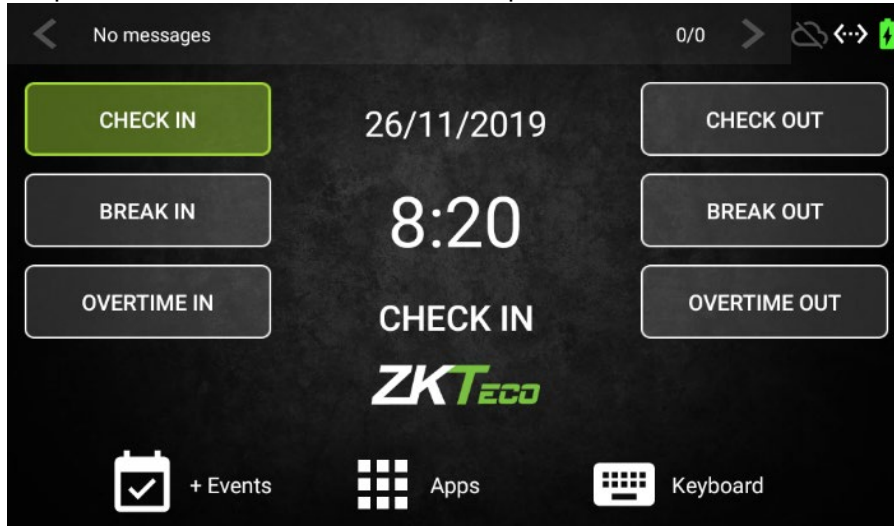 No messages 0/0
CHECK IN 26/11/2019 CHECK OUT
BREAK IN 8:20 BREAK OUT
OVERTIME IN CHECK IN OVERTIME OUT
ZKTECO
+ Events Apps Keyboard